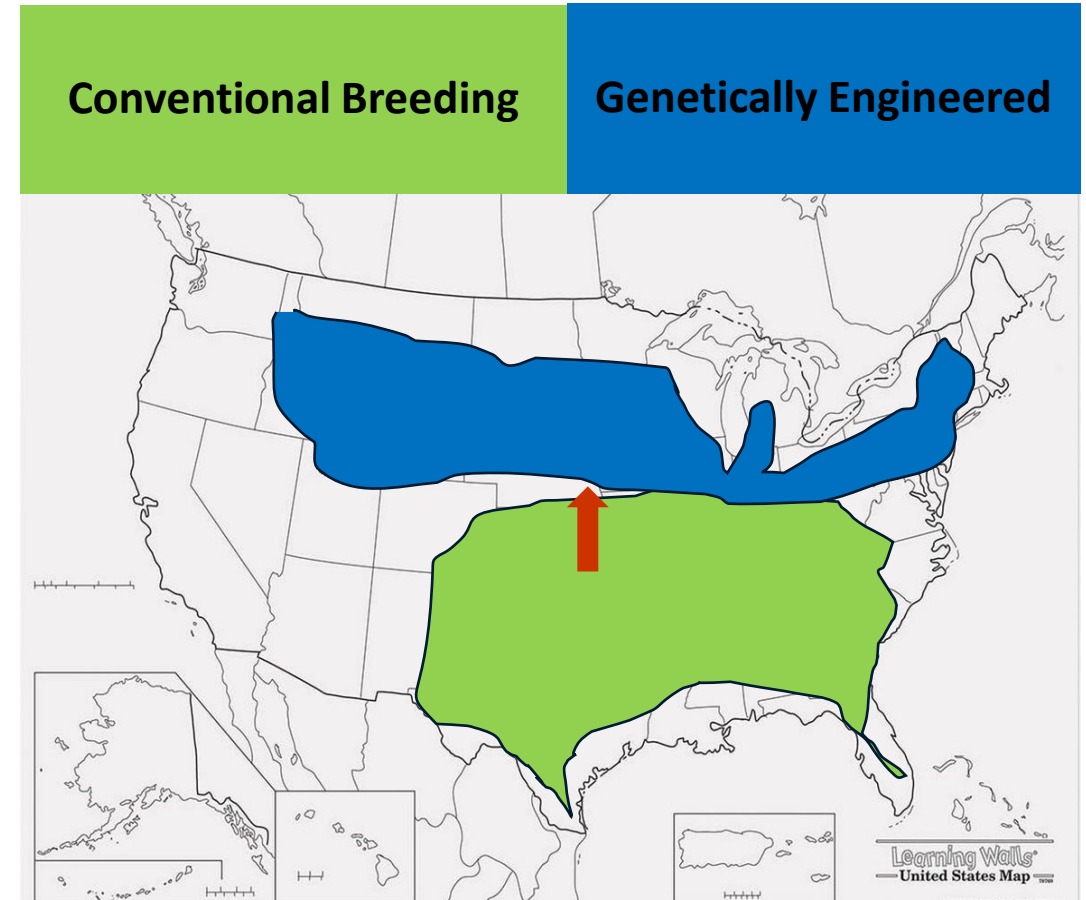 Conventional Breeding
Genetically Engineered
Learning Walls®
United States Map